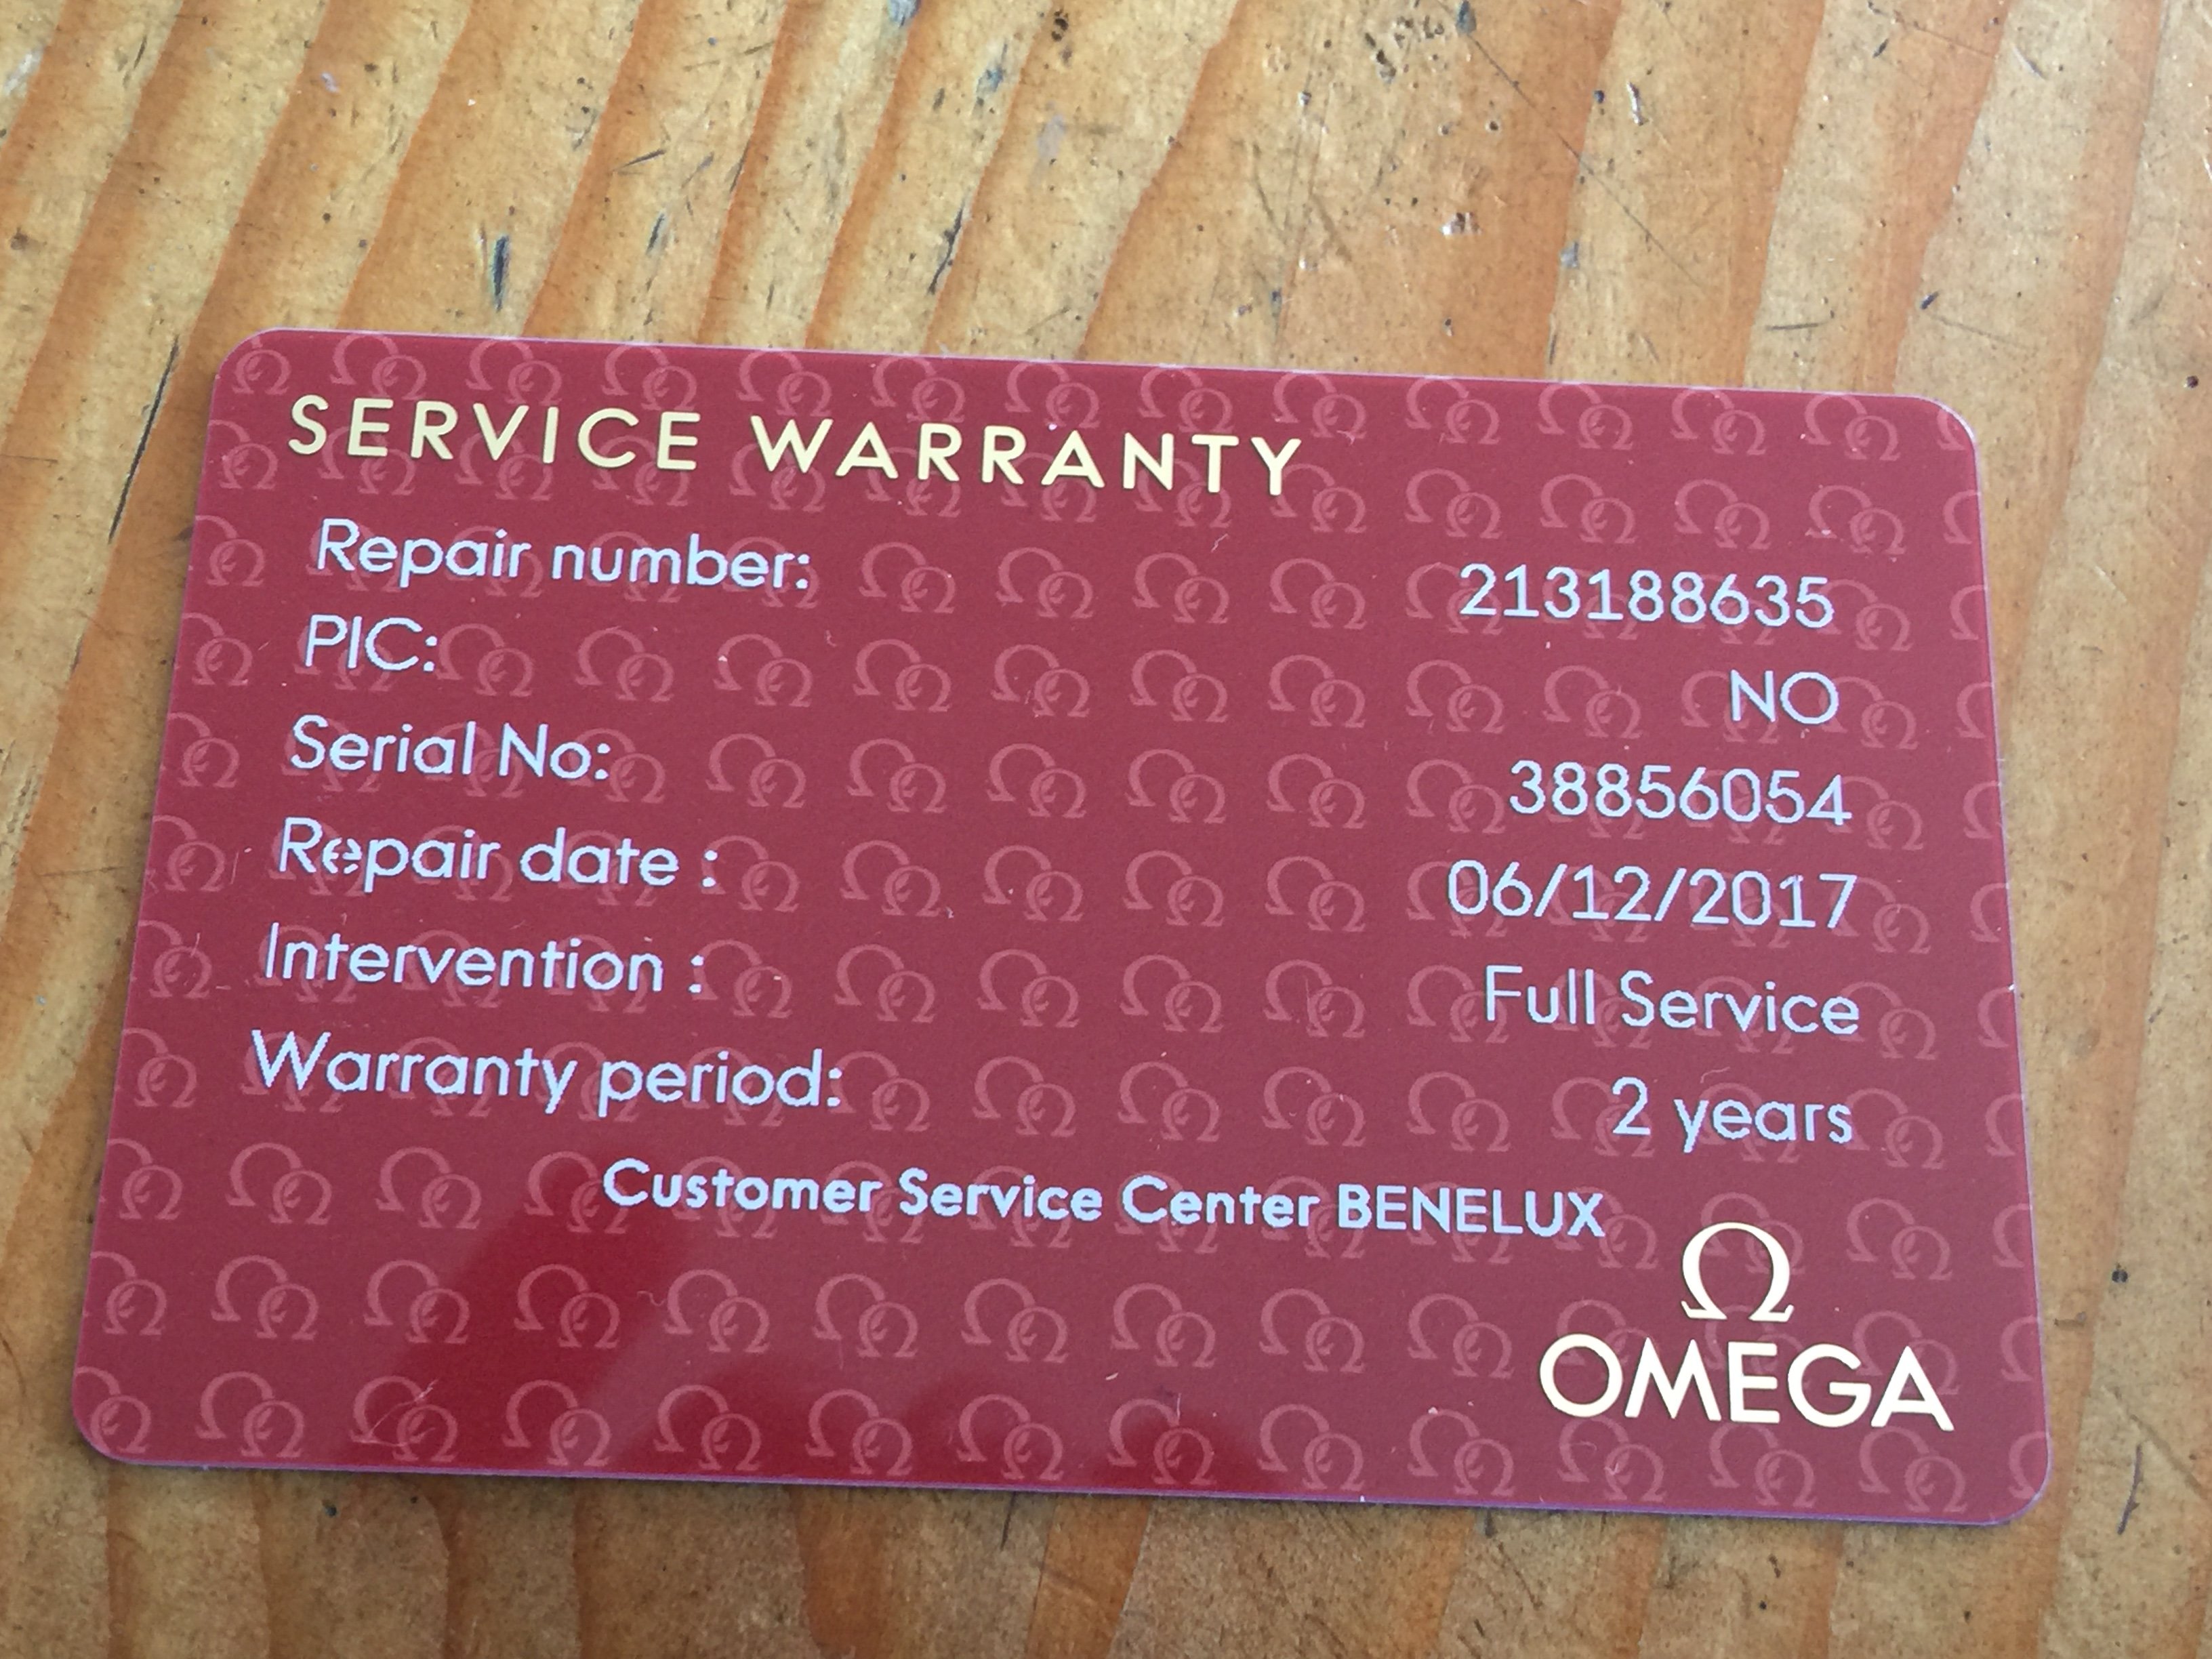 SERVICE WARRANTY
Repair number: 213188635
PIC: NO
Serial No: 38856054
Repair date : 06/12/2017
Intervention : Full Service
Warranty period: 2 years
Customer Service Center BENELUX
Ω
OMEGA